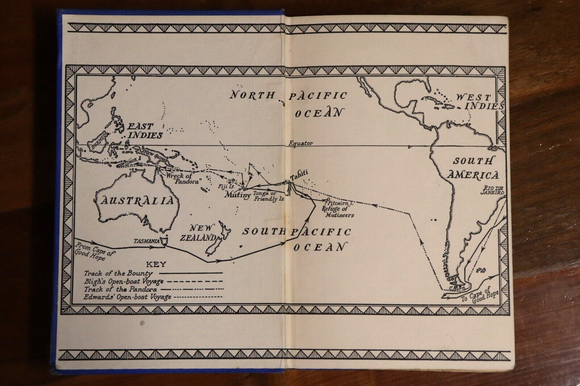 NORTH PACIFIC
OCEAN
WEST
INDIES
EAST
INDIES
Equator
SOUTH
AMERICA
Wreck of
Pandora
Fiji Is.
Mutiny
Tonga or
Friendly Is.
Tahiti
Pitcairn I.
Refuge of
Mutineers
RIO DE
JANEIRO
AUSTRALIA
NEW
ZEALAND
SOUTH PACIFIC
OCEAN
TASMANIA
From Cape of
Good Hope
To Cape of
Good Hope
KEY
Track of the Bounty
Bligh's Open-boat Voyage
Track of the Pandora
Edwards' Open-boat Voyage